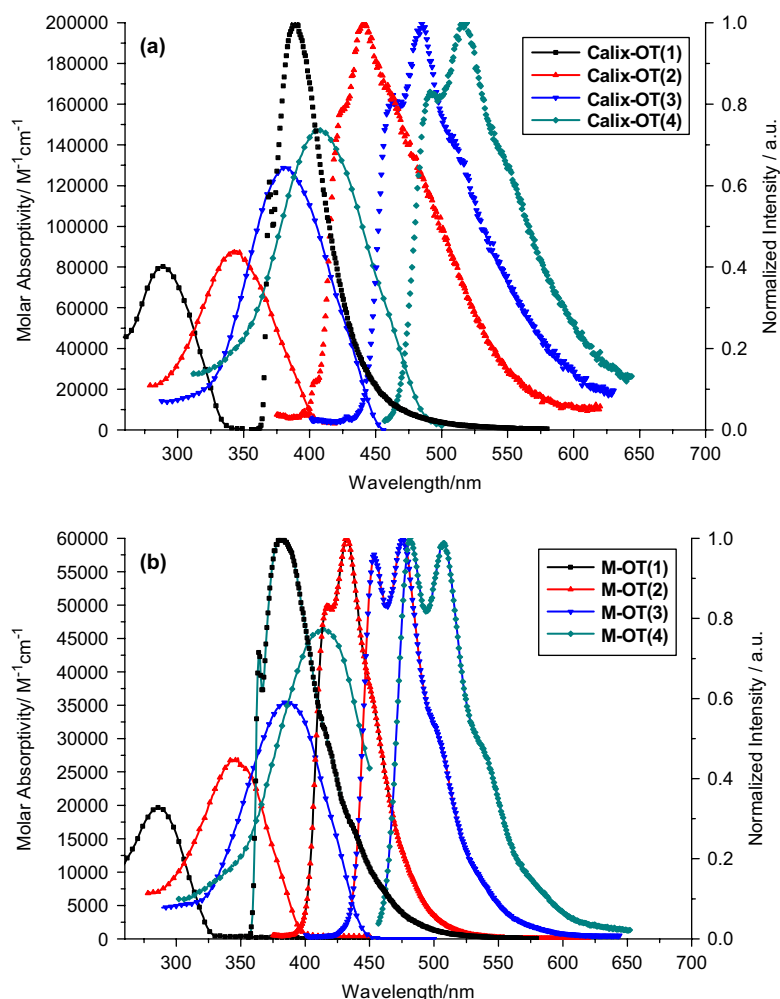 (a)
Calix-OT(1)
Calix-OT(2)
Calix-OT(3)
Calix-OT(4)
Molar Absorptivity/ M⁻¹cm⁻¹
200000
180000
160000
140000
120000
100000
80000
60000
40000
20000
0
1.0
0.8
0.6
0.4
0.2
0.0
Normalized Intensity / a.u.
300 350 400 450 500 550 600 650 700
Wavelength/nm
(b)
M-OT(1)
M-OT(2)
M-OT(3)
M-OT(4)
Molar Absorptivity/ M⁻¹cm⁻¹
60000
55000
50000
45000
40000
35000
30000
25000
20000
15000
10000
5000
0
1.0
0.8
0.6
0.4
0.2
0.0
Normalized Intensity / a.u.
300 350 400 450 500 550 600 650 700
Wavelength/nm